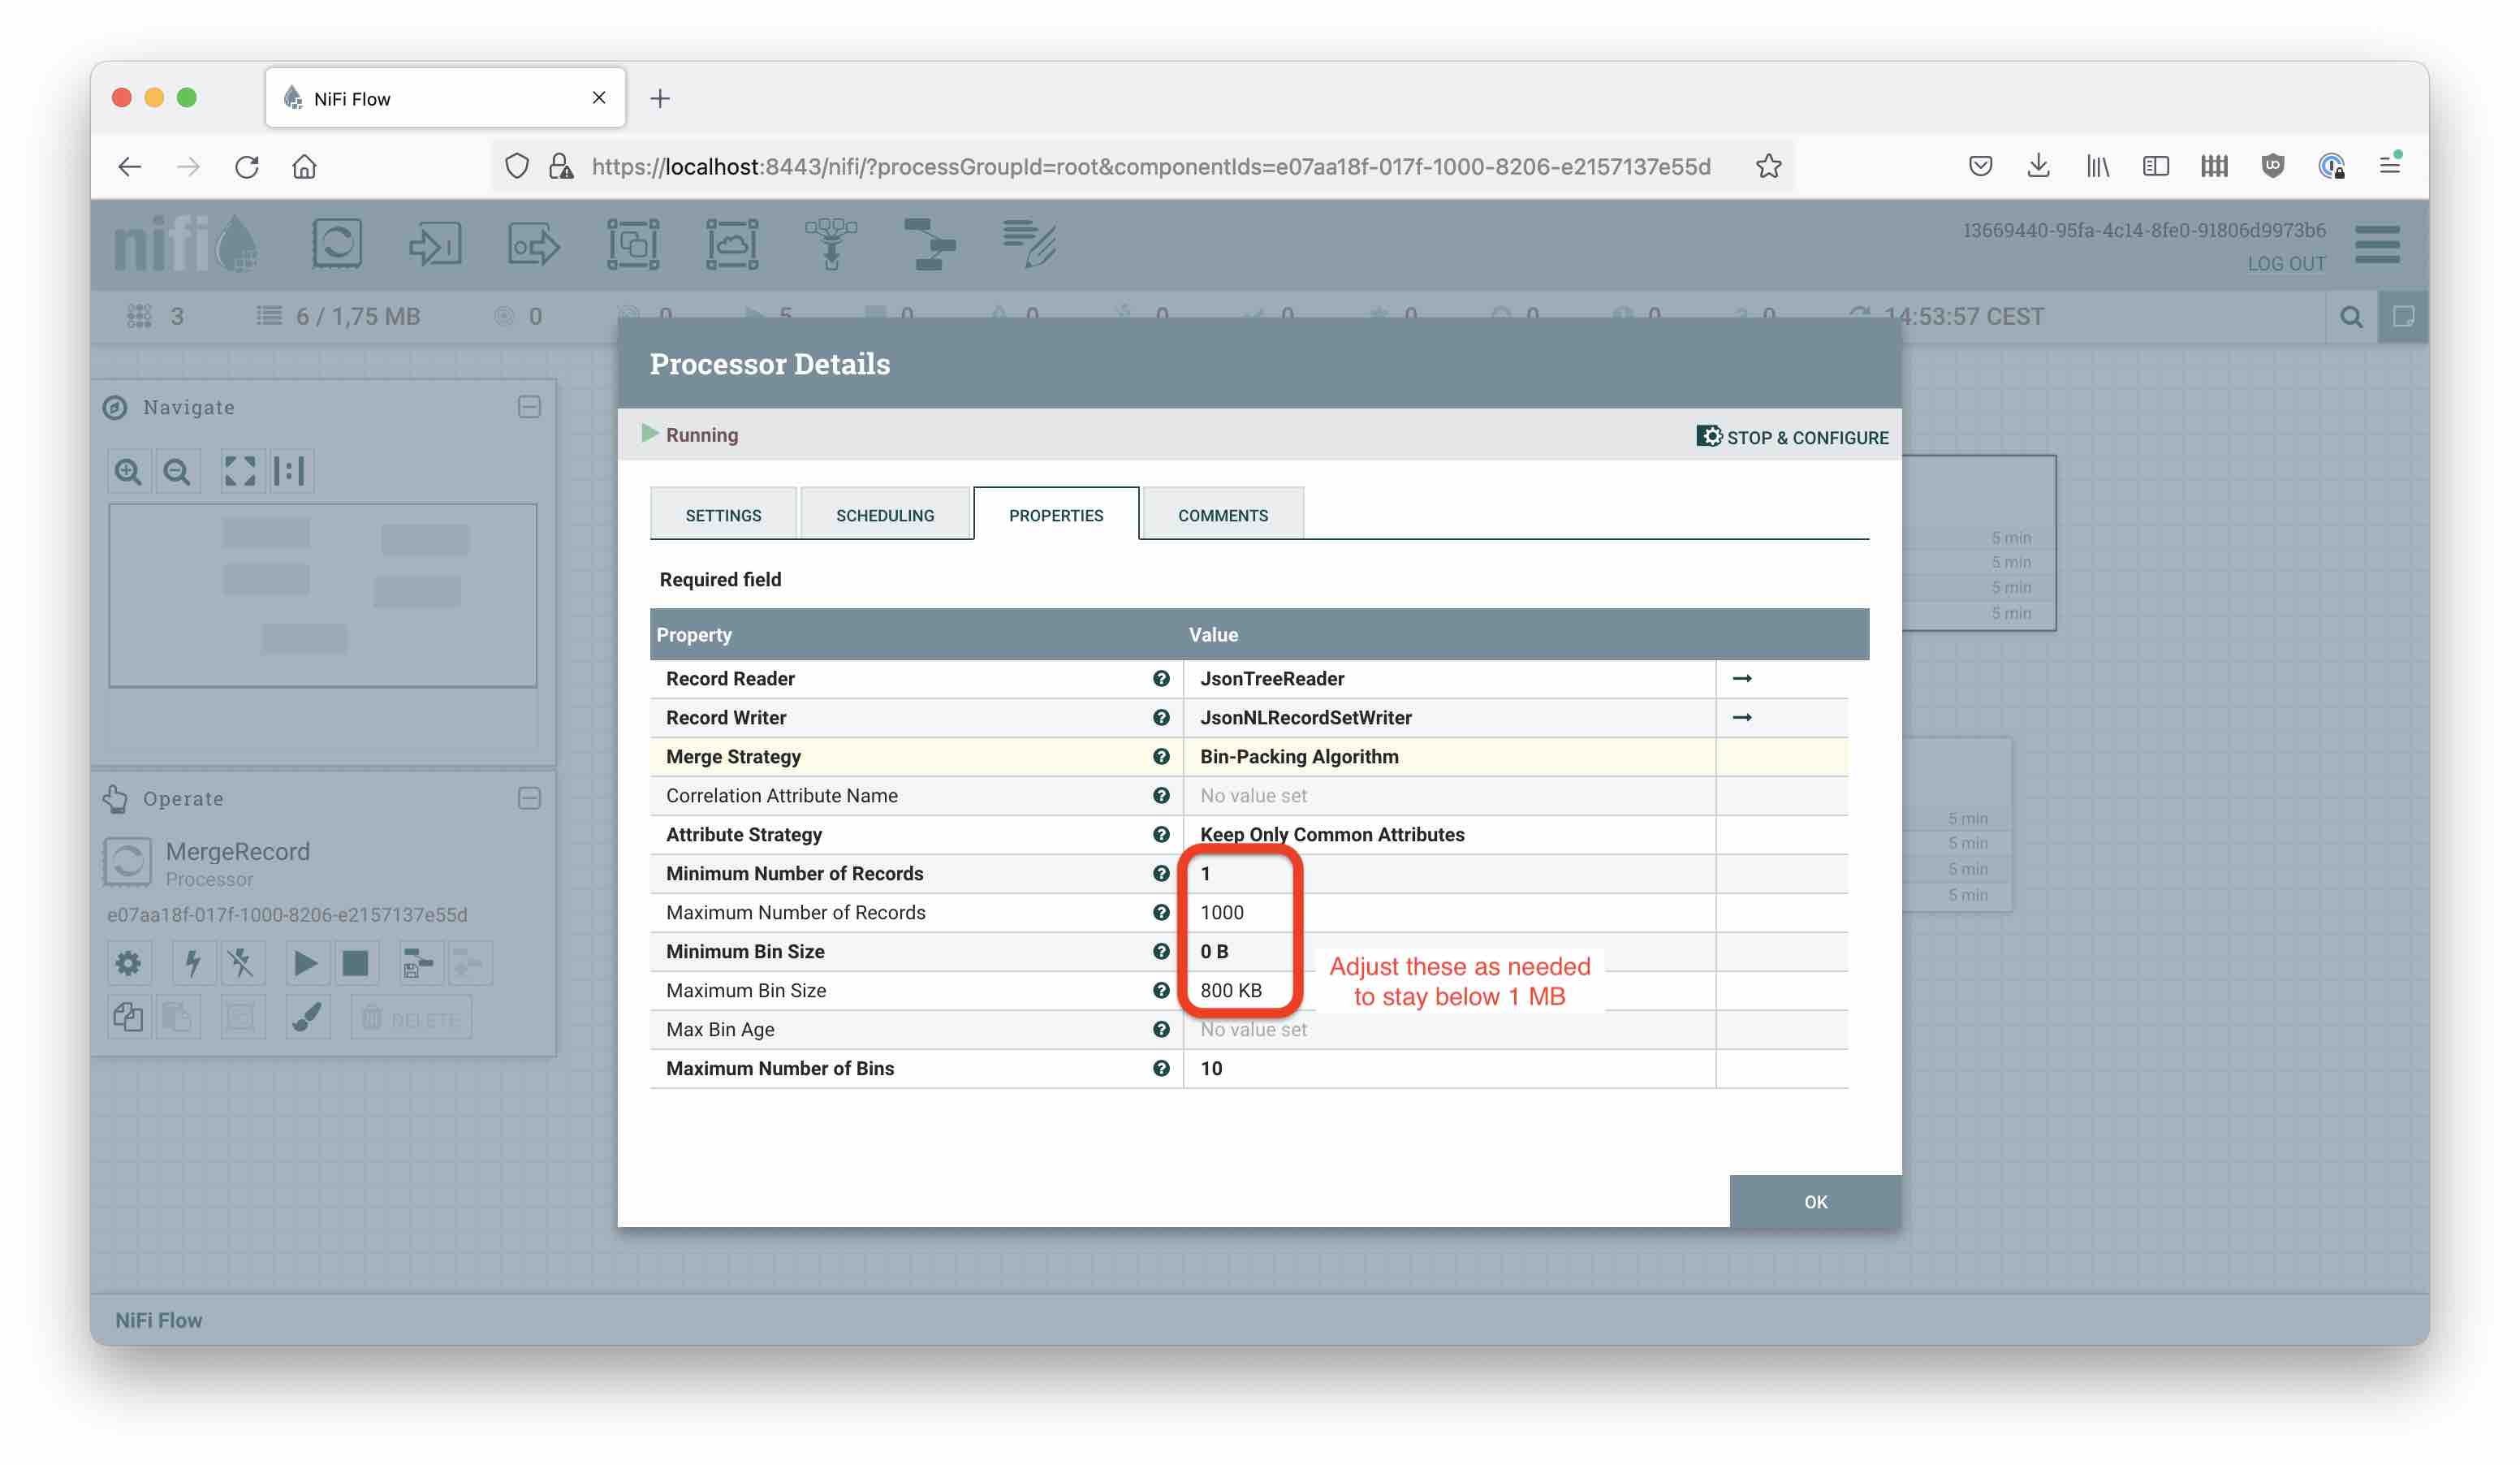 NiFi Flow
https://localhost:8443/nifi/?processGroupId=root&componentIds=e07aa18f-017f-1000-8206-e2157137e55d
nifi
13669440-95fa-4c14-8fe0-91806d9973b6
LOG OUT
3 6 / 1,75 MB 0 0 5 0 0 0 0 0 0 0 0 14:53:57 CEST
Processor Details
Running
STOP & CONFIGURE
SETTINGS SCHEDULING PROPERTIES COMMENTS
Required field
Property Value
Record Reader JsonTreeReader
Record Writer JsonNLRecordSetWriter
Merge Strategy Bin-Packing Algorithm
Correlation Attribute Name No value set
Attribute Strategy Keep Only Common Attributes
Minimum Number of Records 1
Maximum Number of Records 1000
Minimum Bin Size 0 B
Maximum Bin Size 800 KB
Max Bin Age No value set
Maximum Number of Bins 10
Adjust these as needed
to stay below 1 MB
OK
Navigate
Operate
MergeRecord
Processor
e07aa18f-017f-1000-8206-e2157137e55d
DELETE
5 min
5 min
5 min
5 min
5 min
5 min
5 min
5 min
NiFi Flow